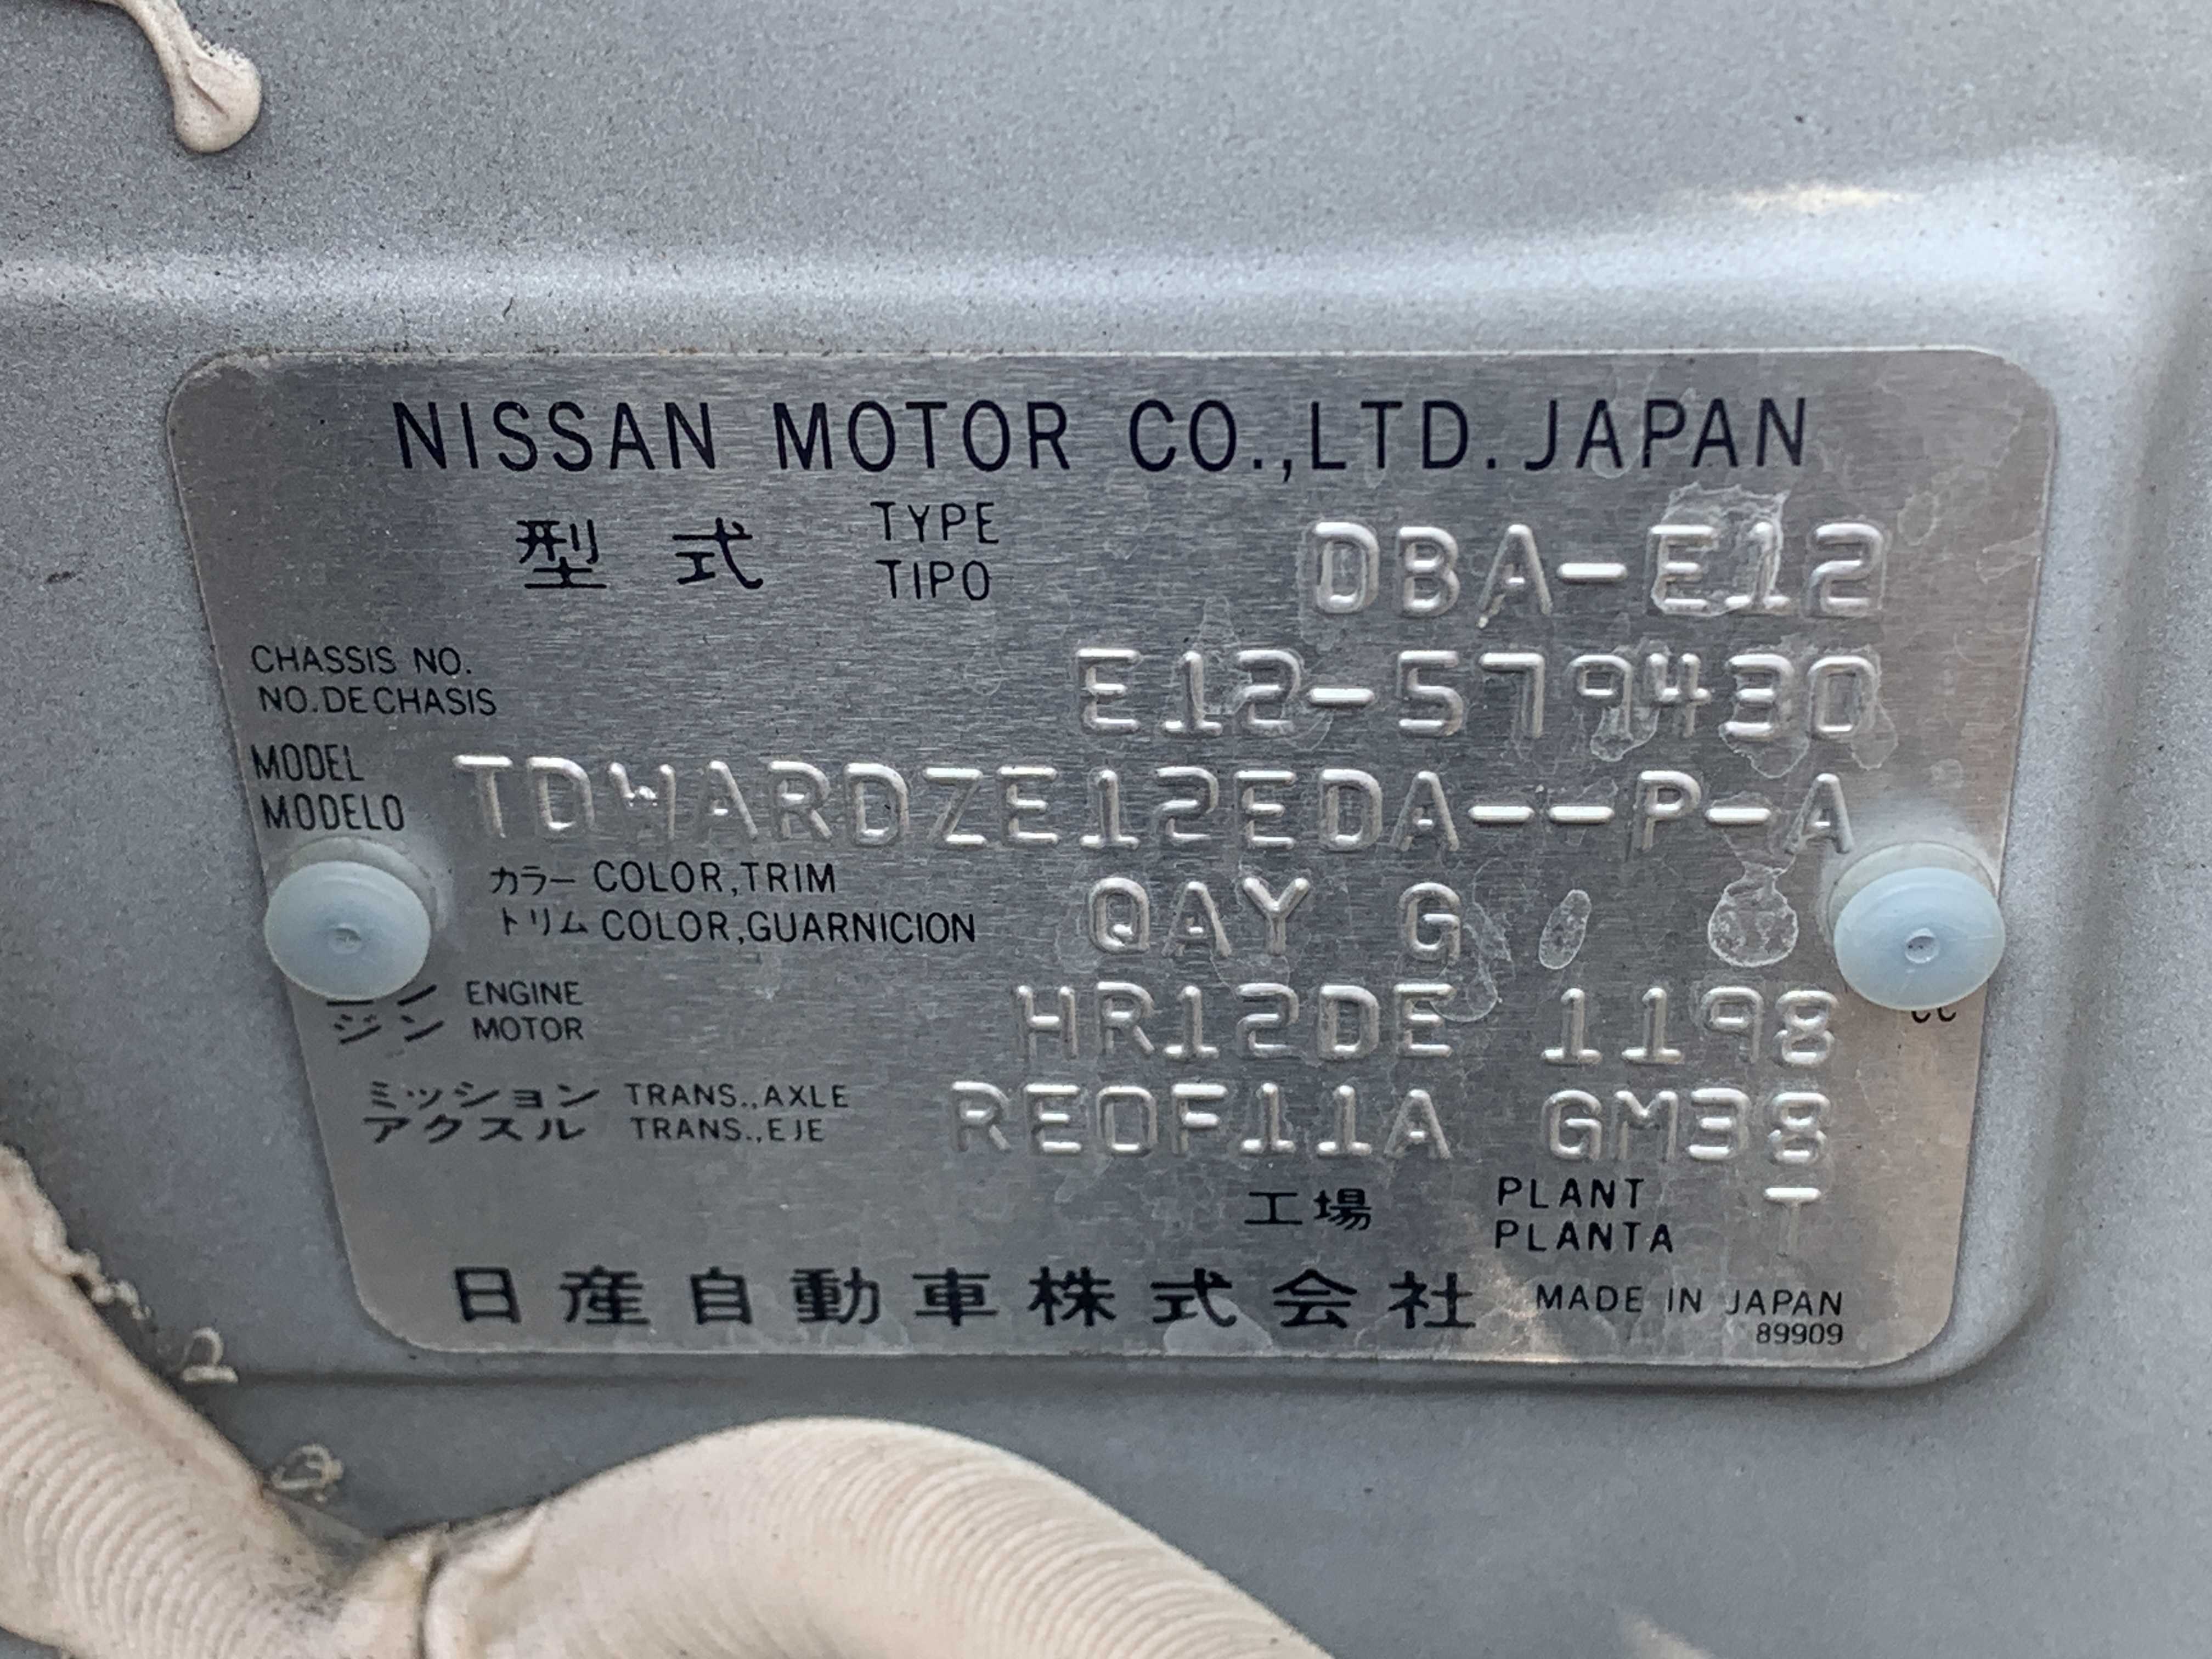 NISSAN MOTOR CO.,LTD.JAPAN
型式 TYPE DBA-E12
TIPO
CHASSIS NO. E12-579430
NO.DE CHASIS
MODEL TDWARDZE12EDA--P-A
MODELO
カラー COLOR,TRIM QAY G
トリム COLOR,GUARNICION
ENGINE HR12DE 1198 cc
ジン MOTOR
ミッション TRANS.,AXLE RE0F11A GM38
アクスル TRANS.,EJE
工場 PLANT T
PLANTA
日産自動車株式会社 MADE IN JAPAN
89909